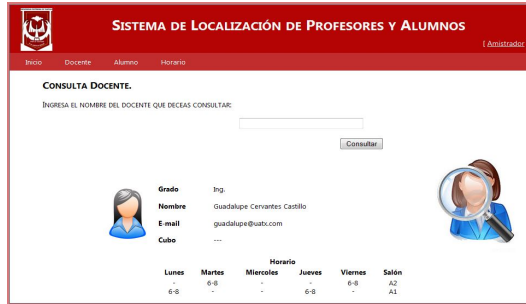 SISTEMA DE LOCALIZACIÓN DE PROFESORES Y ALUMNOS
[ Amistrador
Inicio Docente Alumno Horario
CONSULTA DOCENTE.
INGRESA EL NOMBRE DEL DOCENTE QUE DECEAS CONSULTAR:
Consultar
Grado Ing.
Nombre Guadalupe Cervantes Castillo
E-mail guadalupe@uatx.com
Cubo ---
Horario
Lunes Martes Miercoles Jueves Viernes Salón
- 6-8 - - 6-8 A2
6-8 - - 6-8 - A1